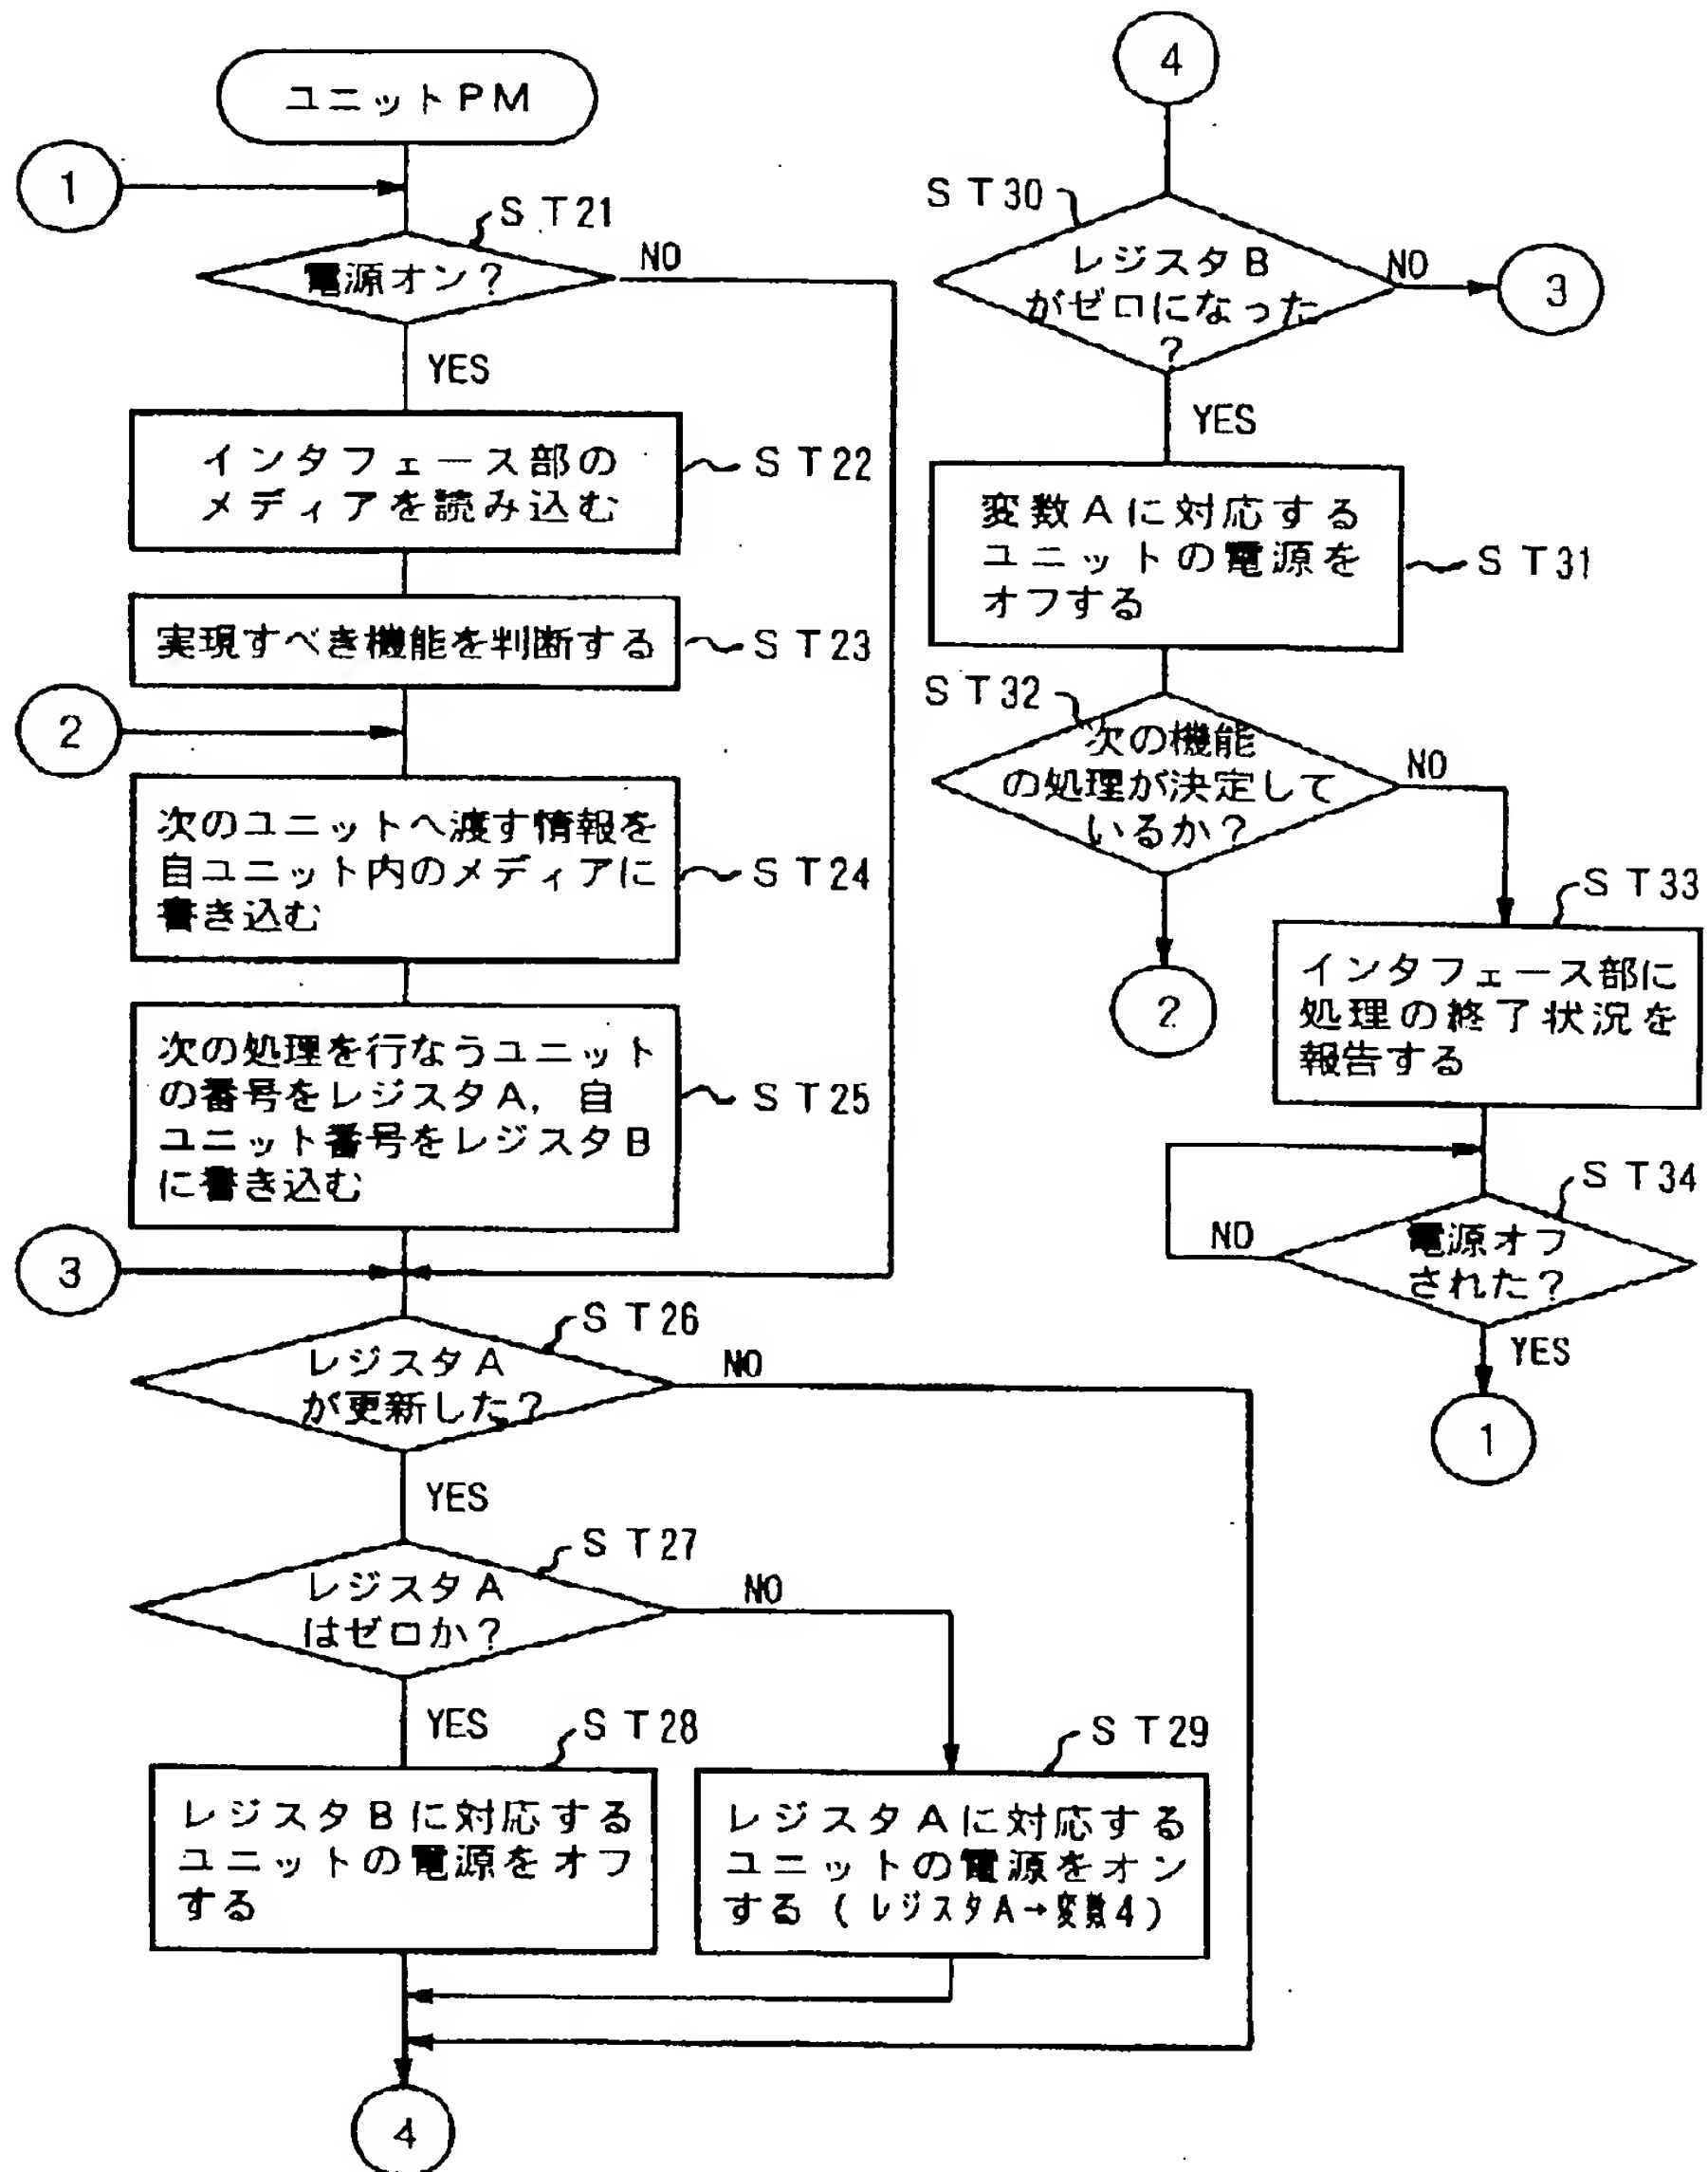 ユニットPM
1
ST21
電源オン?
NO
YES
インタフェース部の
メディアを読み込む
ST22
実現すべき機能を判断する
ST23
2
次のユニットへ渡す情報を
自ユニット内のメディアに
書き込む
ST24
次の処理を行なうユニット
の番号をレジスタA,自
ユニット番号をレジスタB
に書き込む
ST25
3
ST26
レジスタA
が更新した?
NO
YES
ST27
レジスタA
はゼロか?
NO
YES
ST28
レジスタBに対応する
ユニットの電源をオフ
する
ST29
レジスタAに対応する
ユニットの電源をオン
する(レジスタA→変数4)
4
4
ST30
レジスタB
がゼロになった
?
NO
3
YES
変数Aに対応する
ユニットの電源を
オフする
ST31
ST32
次の機能
の処理が決定して
いるか?
NO
2
ST33
インタフェース部に
処理の終了状況を
報告する
ST34
電源オフ
された?
NO
YES
1